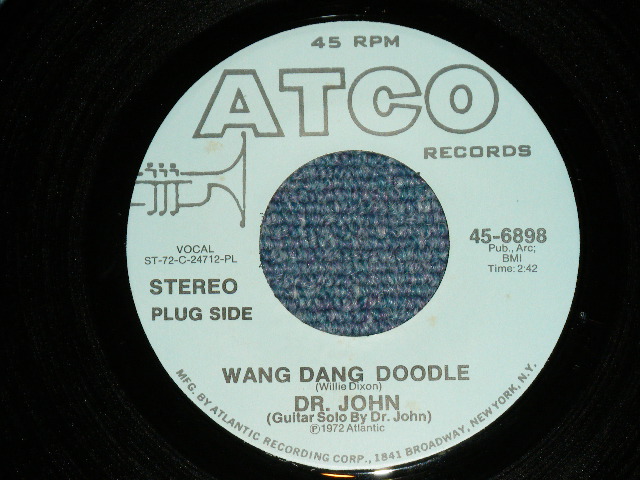 45 RPM
ATCO
RECORDS
45-6898
Pub., Arc;
BMI
Time: 2:42
VOCAL
ST-72-C-24712-PL
STEREO
PLUG SIDE
WANG DANG DOODLE
(Willie Dixon)
DR. JOHN
(Guitar Solo By Dr. John)
℗1972 Atlantic
MFG. BY ATLANTIC RECORDING CORP., 1841 BROADWAY, NEW YORK, N.Y.